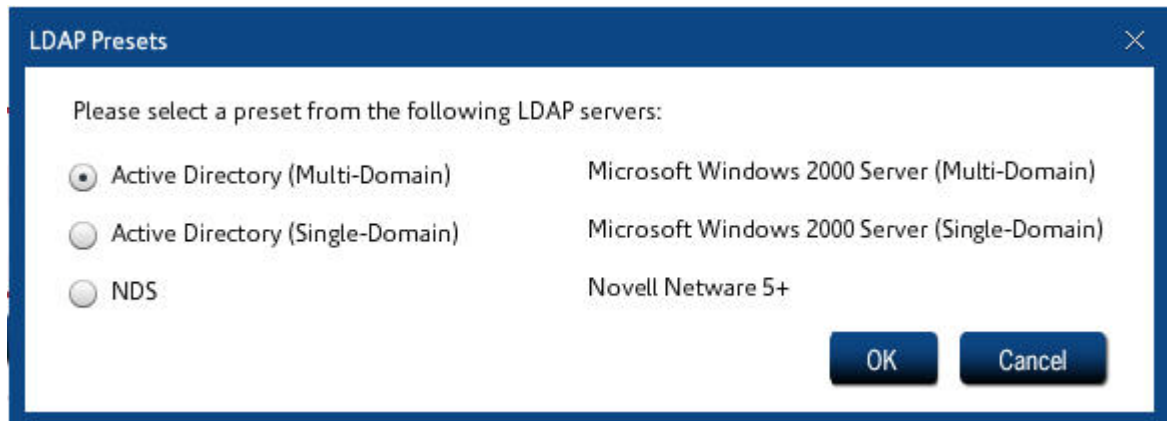 LDAP Presets
Please select a preset from the following LDAP servers:
Active Directory (Multi-Domain) Microsoft Windows 2000 Server (Multi-Domain)
Active Directory (Single-Domain) Microsoft Windows 2000 Server (Single-Domain)
NDS Novell Netware 5+
OK Cancel